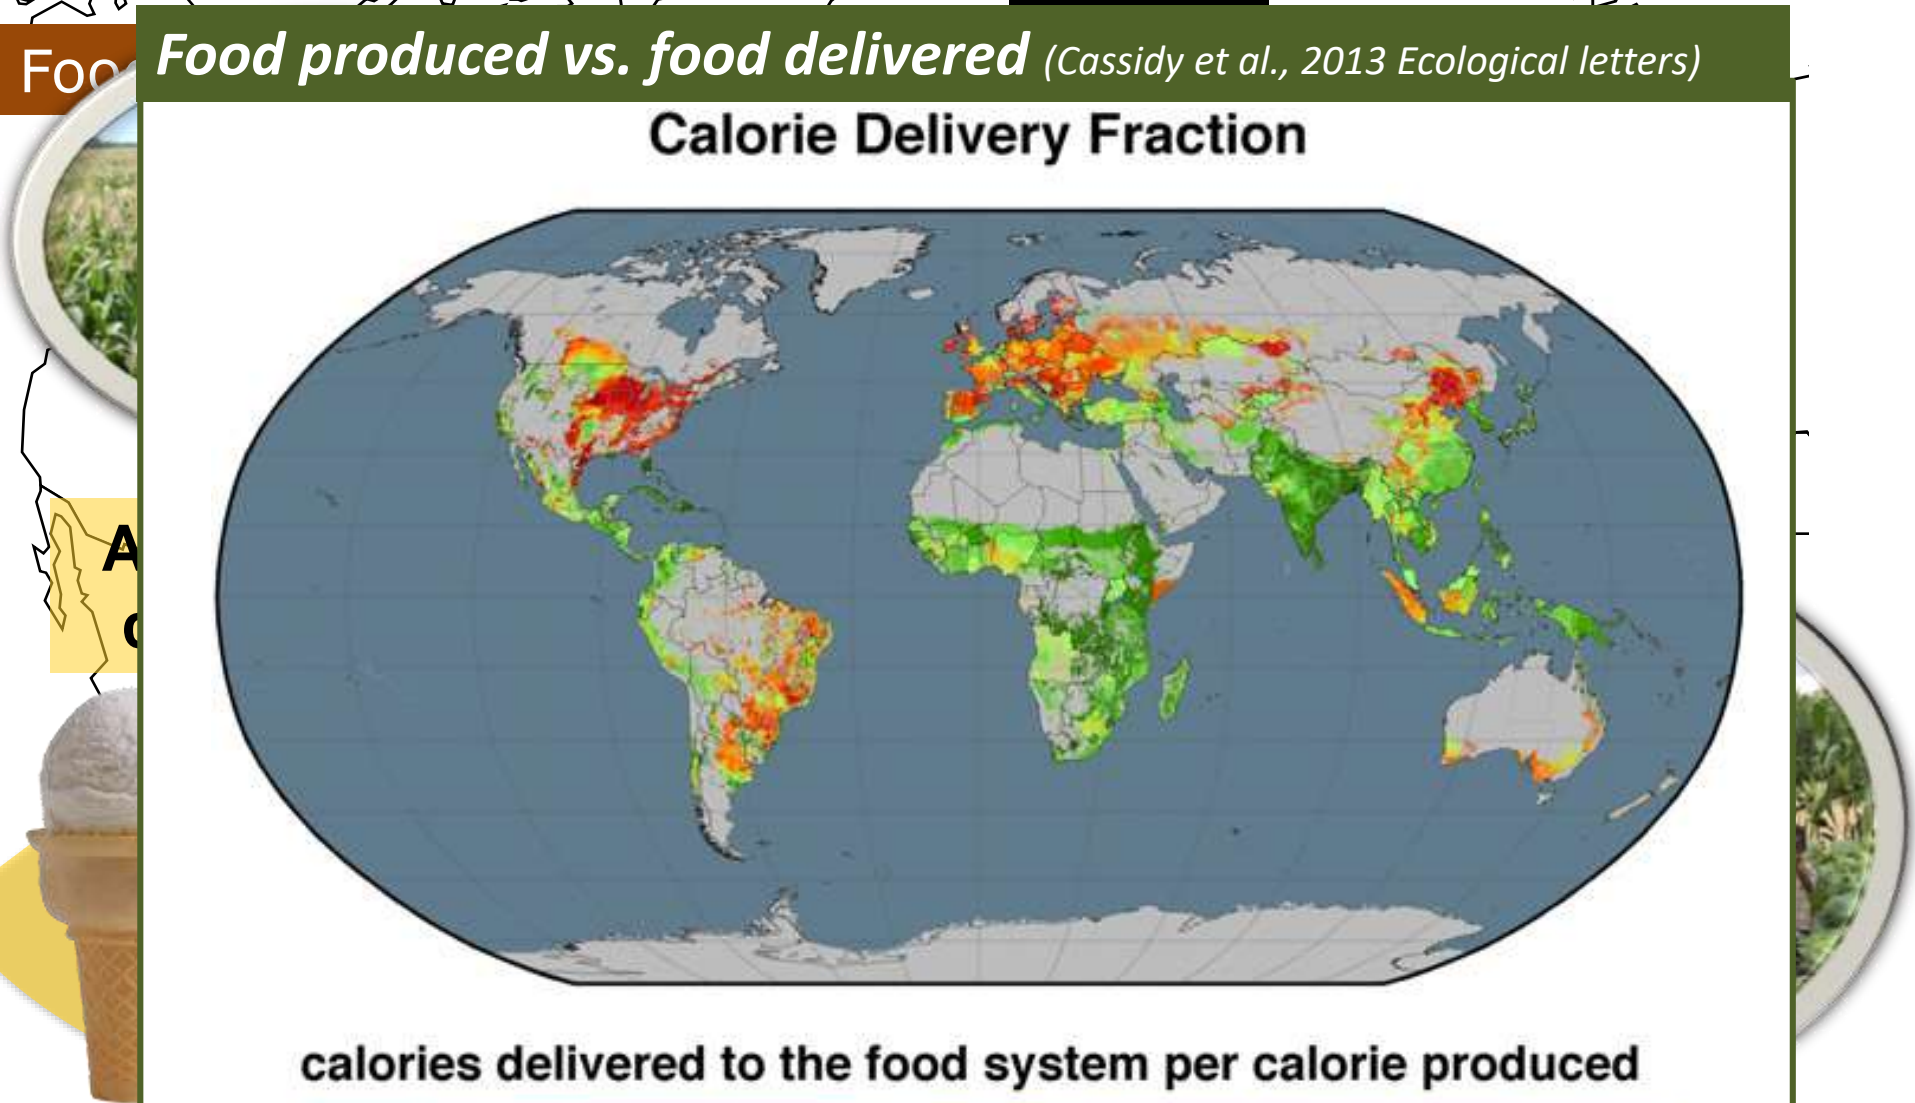 Foo
Food produced vs. food delivered (Cassidy et al., 2013 Ecological letters)
Calorie Delivery Fraction
A
calories delivered to the food system per calorie produced